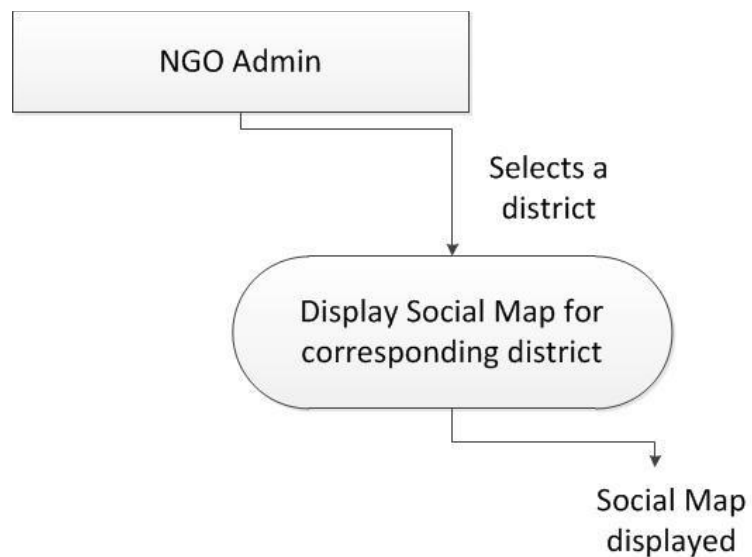 NGO Admin
Selects a
district
Display Social Map for
corresponding district
Social Map
displayed